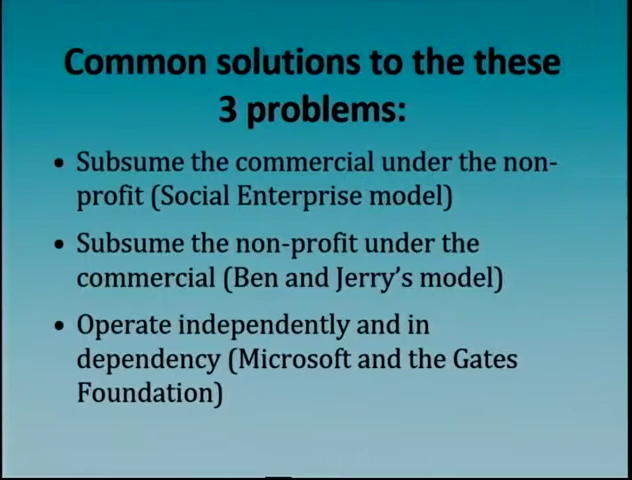 Common solutions to the these
3 problems:
• Subsume the commercial under the non-
profit (Social Enterprise model)
• Subsume the non-profit under the
commercial (Ben and Jerry's model)
• Operate independently and in
dependency (Microsoft and the Gates
Foundation)